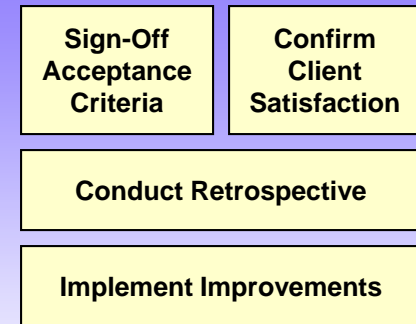 Sign-Off
Acceptance
Criteria
Confirm
Client
Satisfaction
Conduct Retrospective
Implement Improvements